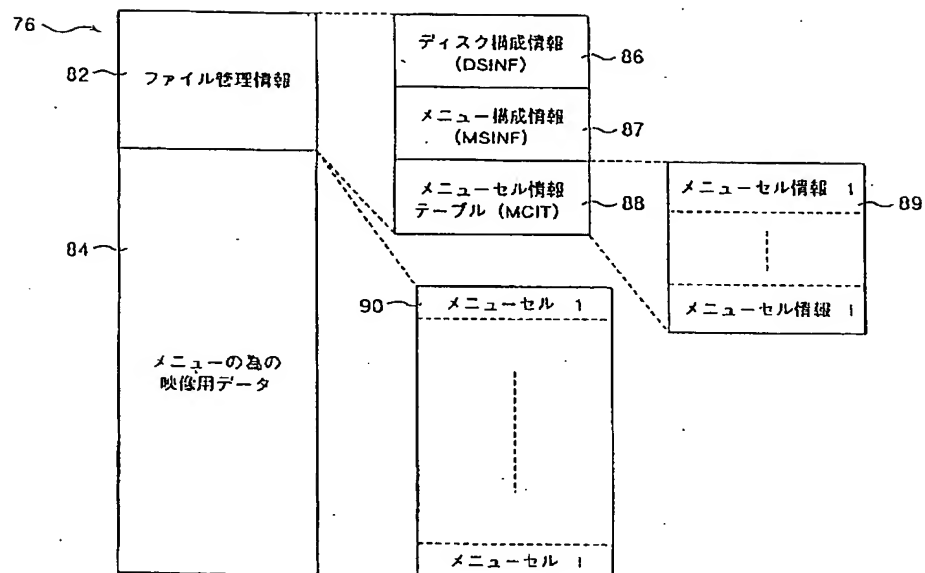 76
82
ファイル管理情報
84
メニューの為の
映像用データ
ディスク構成情報
(DSINF)
86
メニュー構成情報
(MSINF)
87
メニューセル情報
テーブル (MCIT)
88
メニューセル情報 1
89
メニューセル情報 I
90
メニューセル 1
メニューセル I